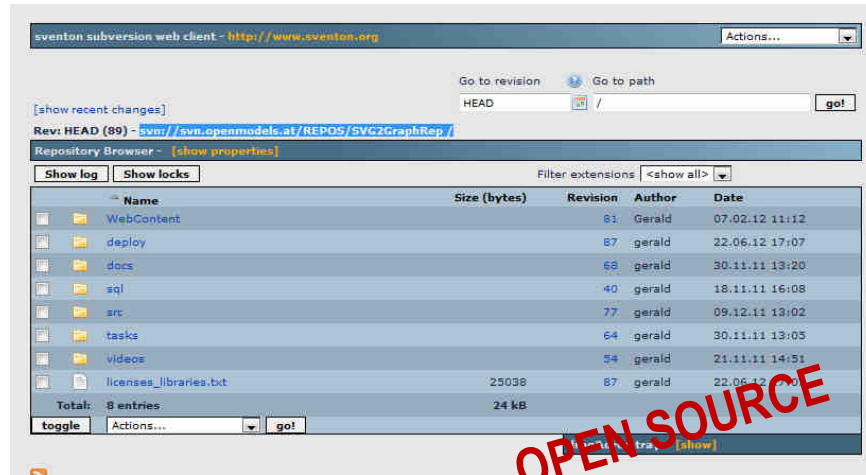 sventon subversion web client - http://www.sventon.org Actions...
Go to revision Go to path
[show recent changes] HEAD / go!
Rev: HEAD (89) - svn://svn.openmodels.at/REPOS/SVG2GraphRep /
Repository Browser - [show properties]
Show log Show locks Filter extensions <show all>
Name Size (bytes) Revision Author Date
WebContent 81 Gerald 07.02.12 11:12
deploy 87 gerald 22.06.12 17:07
docs 68 gerald 30.11.11 13:20
sql 40 gerald 18.11.11 16:08
src 77 gerald 09.12.11 13:02
tasks 64 gerald 30.11.11 13:05
videos 54 gerald 21.11.11 14:51
licenses_libraries.txt 25038 87 gerald 22.06.12
Total: 8 entries 24 kB
toggle Actions... go!
[show]
OPEN SOURCE